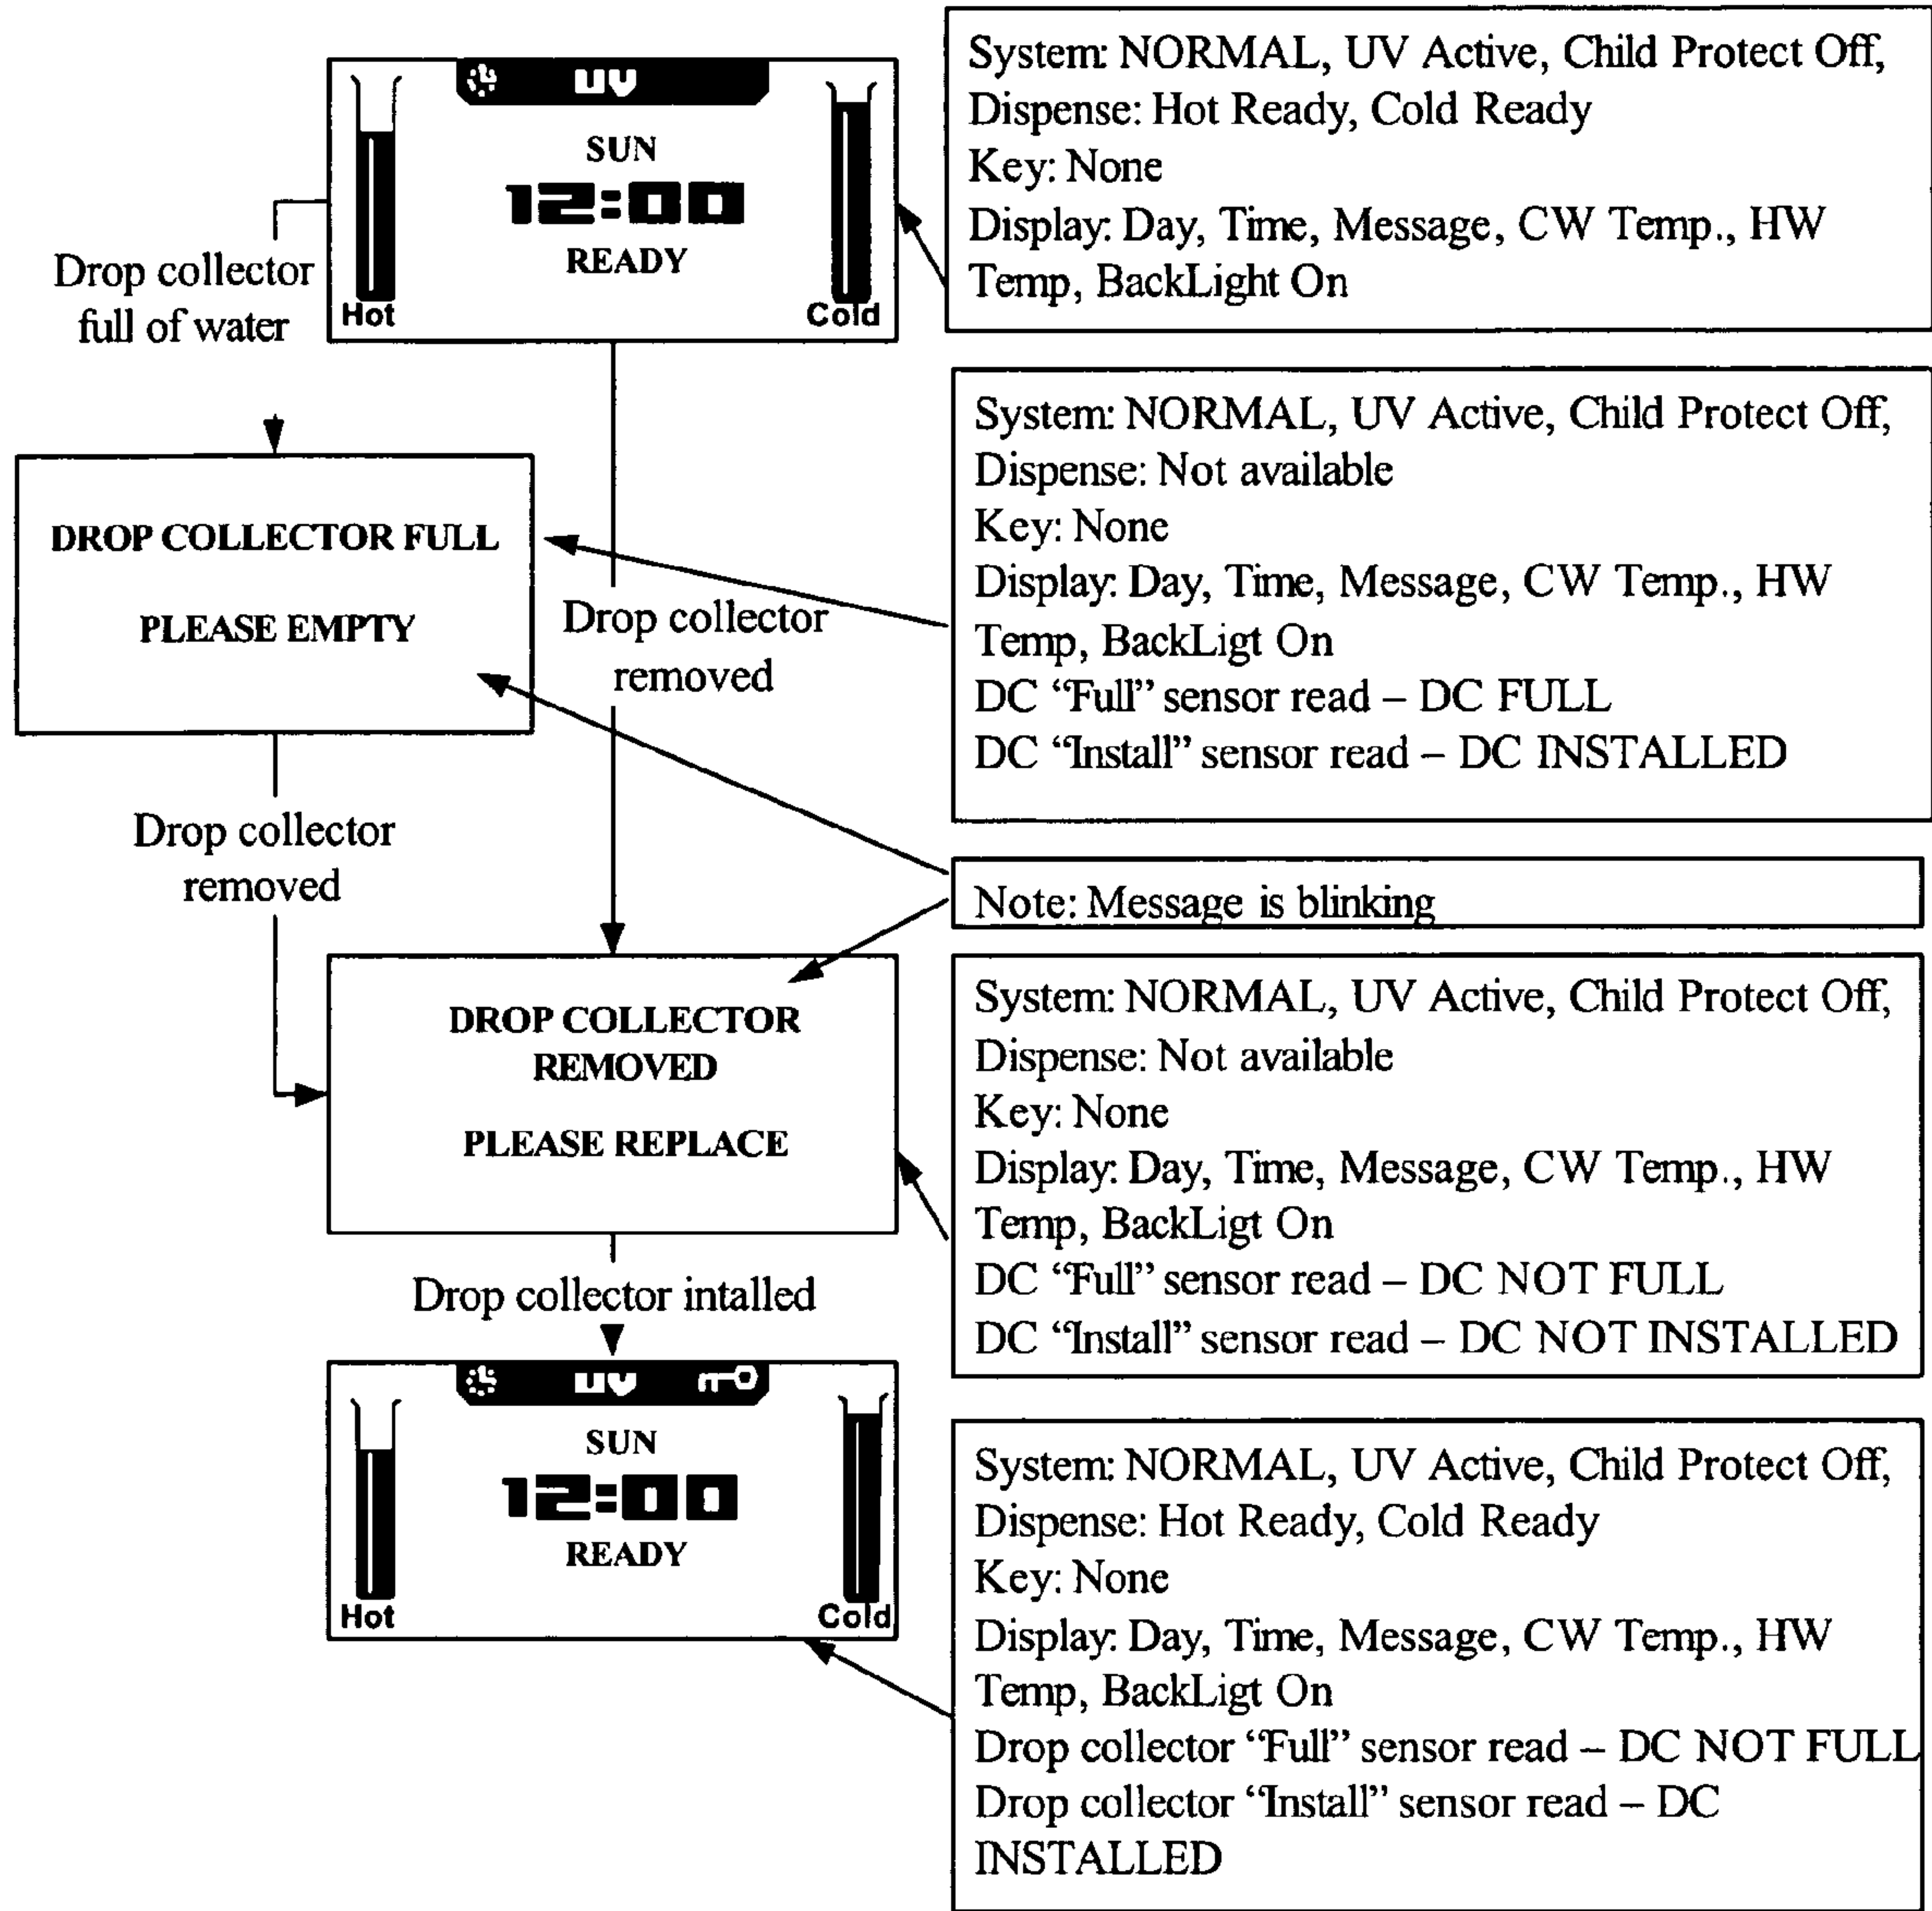 UV
SUN
12:00
READY
Hot
Cold
System: NORMAL, UV Active, Child Protect Off,
Dispense: Hot Ready, Cold Ready
Key: None
Display: Day, Time, Message, CW Temp., HW
Temp, BackLight On
Drop collector
full of water
DROP COLLECTOR FULL
PLEASE EMPTY
Drop collector
removed
System: NORMAL, UV Active, Child Protect Off,
Dispense: Not available
Key: None
Display: Day, Time, Message, CW Temp., HW
Temp, BackLigt On
DC “Full” sensor read – DC FULL
DC “Install” sensor read – DC INSTALLED
Drop collector
removed
Note: Message is blinking
DROP COLLECTOR
REMOVED
PLEASE REPLACE
System: NORMAL, UV Active, Child Protect Off,
Dispense: Not available
Key: None
Display: Day, Time, Message, CW Temp., HW
Temp, BackLigt On
DC “Full” sensor read – DC NOT FULL
DC “Install” sensor read – DC NOT INSTALLED
Drop collector intalled
UV
SUN
12:00
READY
Hot
Cold
System: NORMAL, UV Active, Child Protect Off,
Dispense: Hot Ready, Cold Ready
Key: None
Display: Day, Time, Message, CW Temp., HW
Temp, BackLigt On
Drop collector “Full” sensor read – DC NOT FULL
Drop collector “Install” sensor read – DC
INSTALLED